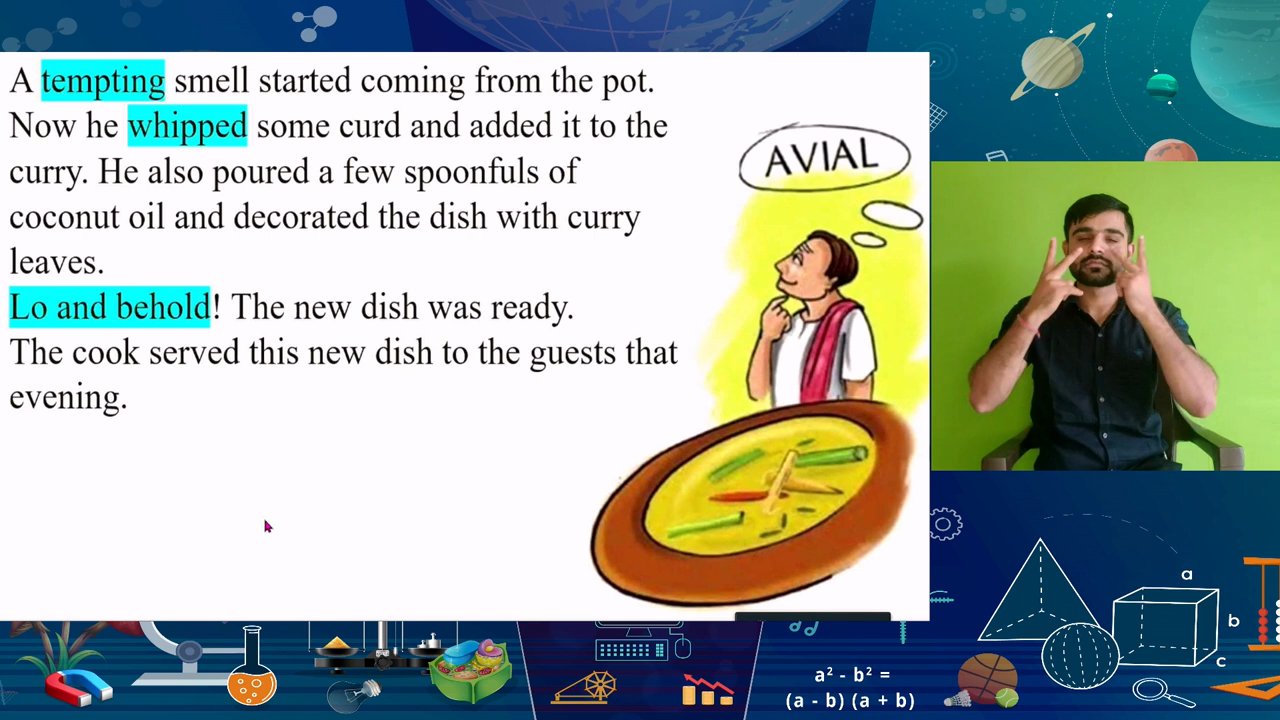 A tempting smell started coming from the pot.
Now he whipped some curd and added it to the
curry. He also poured a few spoonfuls of
coconut oil and decorated the dish with curry
leaves.
Lo and behold! The new dish was ready.
The cook served this new dish to the guests that
evening.
AVIAL
a
b
c
a² - b² =
(a - b) (a + b)